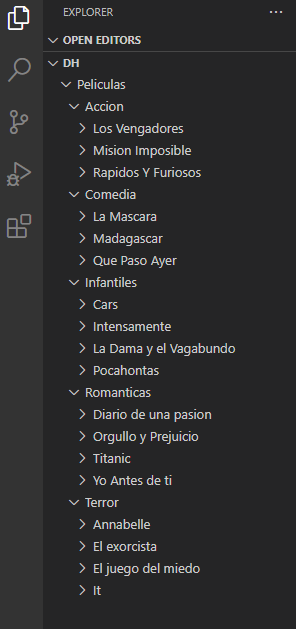 EXPLORER
OPEN EDITORS
DH
Peliculas
Accion
Los Vengadores
Mision Imposible
Rapidos Y Furiosos
Comedia
La Mascara
Madagascar
Que Paso Ayer
Infantiles
Cars
Intensamente
La Dama y el Vagabundo
Pocahontas
Romanticas
Diario de una pasion
Orgullo y Prejuicio
Titanic
Yo Antes de ti
Terror
Annabelle
El exorcista
El juego del miedo
It